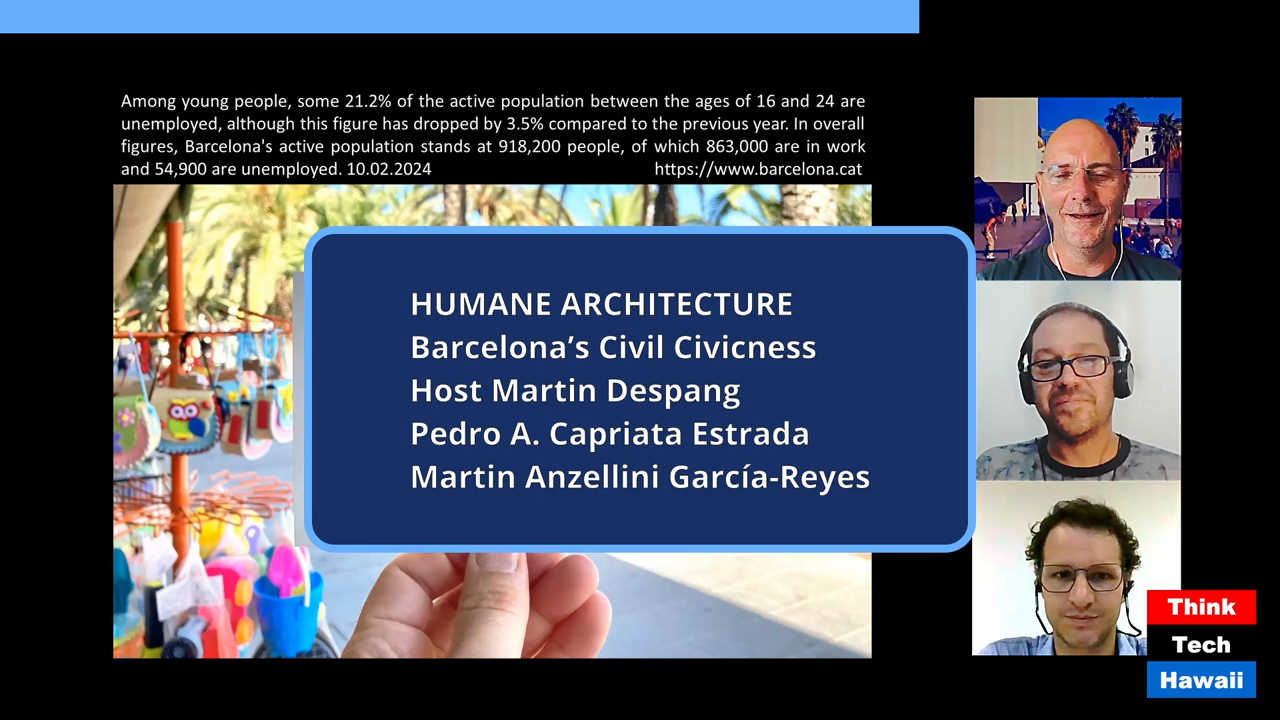 Among young people, some 21.2% of the active population between the ages of 16 and 24 are
unemployed, although this figure has dropped by 3.5% compared to the previous year. In overall
figures, Barcelona's active population stands at 918,200 people, of which 863,000 are in work
and 54,900 are unemployed. 10.02.2024 https://www.barcelona.cat
HUMANE ARCHITECTURE
Barcelona’s Civil Civicness
Host Martin Despang
Pedro A. Capriata Estrada
Martin Anzellini García-Reyes
Think
Tech
Hawaii